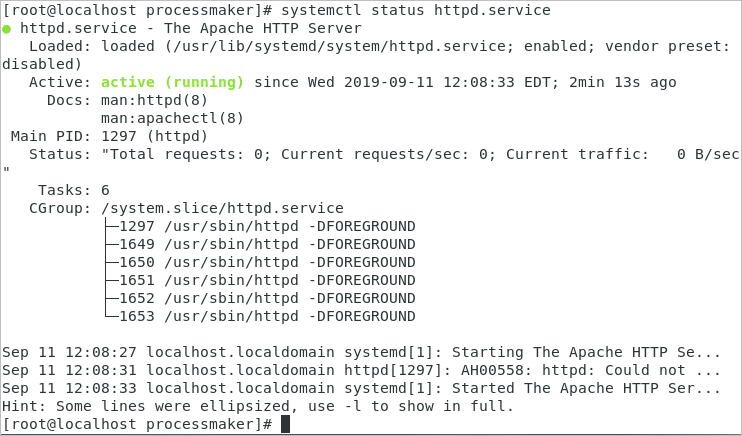 [root@localhost processmaker]# systemctl status httpd.service
● httpd.service - The Apache HTTP Server
   Loaded: loaded (/usr/lib/systemd/system/httpd.service; enabled; vendor preset:
disabled)
   Active: active (running) since Wed 2019-09-11 12:08:33 EDT; 2min 13s ago
     Docs: man:httpd(8)
           man:apachectl(8)
 Main PID: 1297 (httpd)
   Status: "Total requests: 0; Current requests/sec: 0; Current traffic:   0 B/sec
"
    Tasks: 6
   CGroup: /system.slice/httpd.service
           ├─1297 /usr/sbin/httpd -DFOREGROUND
           ├─1649 /usr/sbin/httpd -DFOREGROUND
           ├─1650 /usr/sbin/httpd -DFOREGROUND
           ├─1651 /usr/sbin/httpd -DFOREGROUND
           ├─1652 /usr/sbin/httpd -DFOREGROUND
           └─1653 /usr/sbin/httpd -DFOREGROUND

Sep 11 12:08:27 localhost.localdomain systemd[1]: Starting The Apache HTTP Se...
Sep 11 12:08:31 localhost.localdomain httpd[1297]: AH00558: httpd: Could not ...
Sep 11 12:08:33 localhost.localdomain systemd[1]: Started The Apache HTTP Ser...
Hint: Some lines were ellipsized, use -l to show in full.
[root@localhost processmaker]#